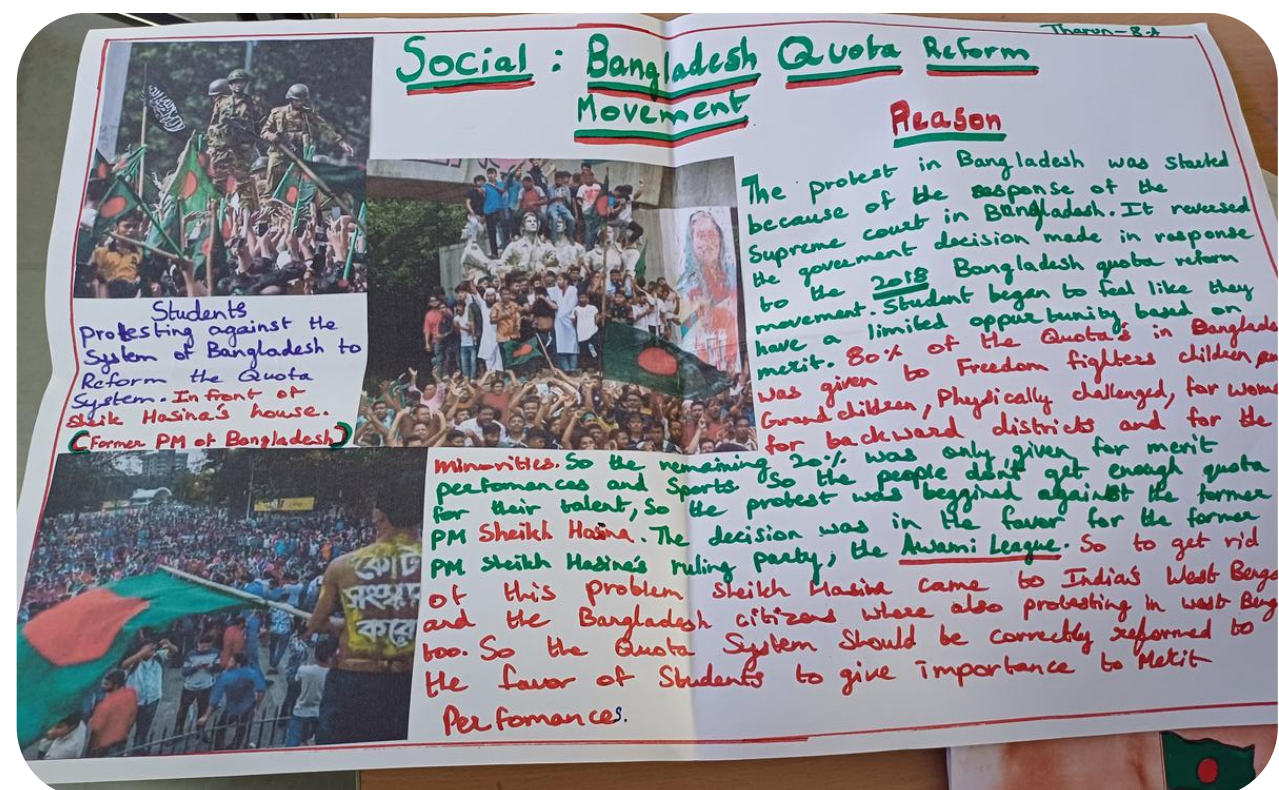 Tharun-8A
Social : Bangladesh Quota Reform
Movement
Reason
The protest in Bangladesh was started
because of the response of the
Supreme court in Bangladesh. It reversed
the goverment decision made in response
to the 2018 Bangladesh quota reform
movement. Student began to feel like they
have a limited oppurtunity based on
merit. 80% of the Quota's in Banglade
was given to Freedom fighters children,
Grand children, Physically challenged, for wome
for backward districts and for the
minorities. So the remaining 20% was only given for merit
perfomances and Sports So the people don't get enough quota
for their talent, So the protest was beggined against the former
PM Sheikh Hasina. The decision was in the favor for the former
PM Sheikh Hasina's ruling party, the Awami League. So to get rid
of this problem Sheikh Hasina came to India's West Benga
and the Bangladesh citizens where also protesting in west Beng
too. So the Quota System Should be correctly reformed to
the favor of Students to give importance to Merit
Perfomances.
Students
protesting against the
System of Bangladesh to
Reform the Quota
System. In front of
sheik Hasina's house.
(Former PM of Bangladesh)
কোটা
সংস্কার
করো